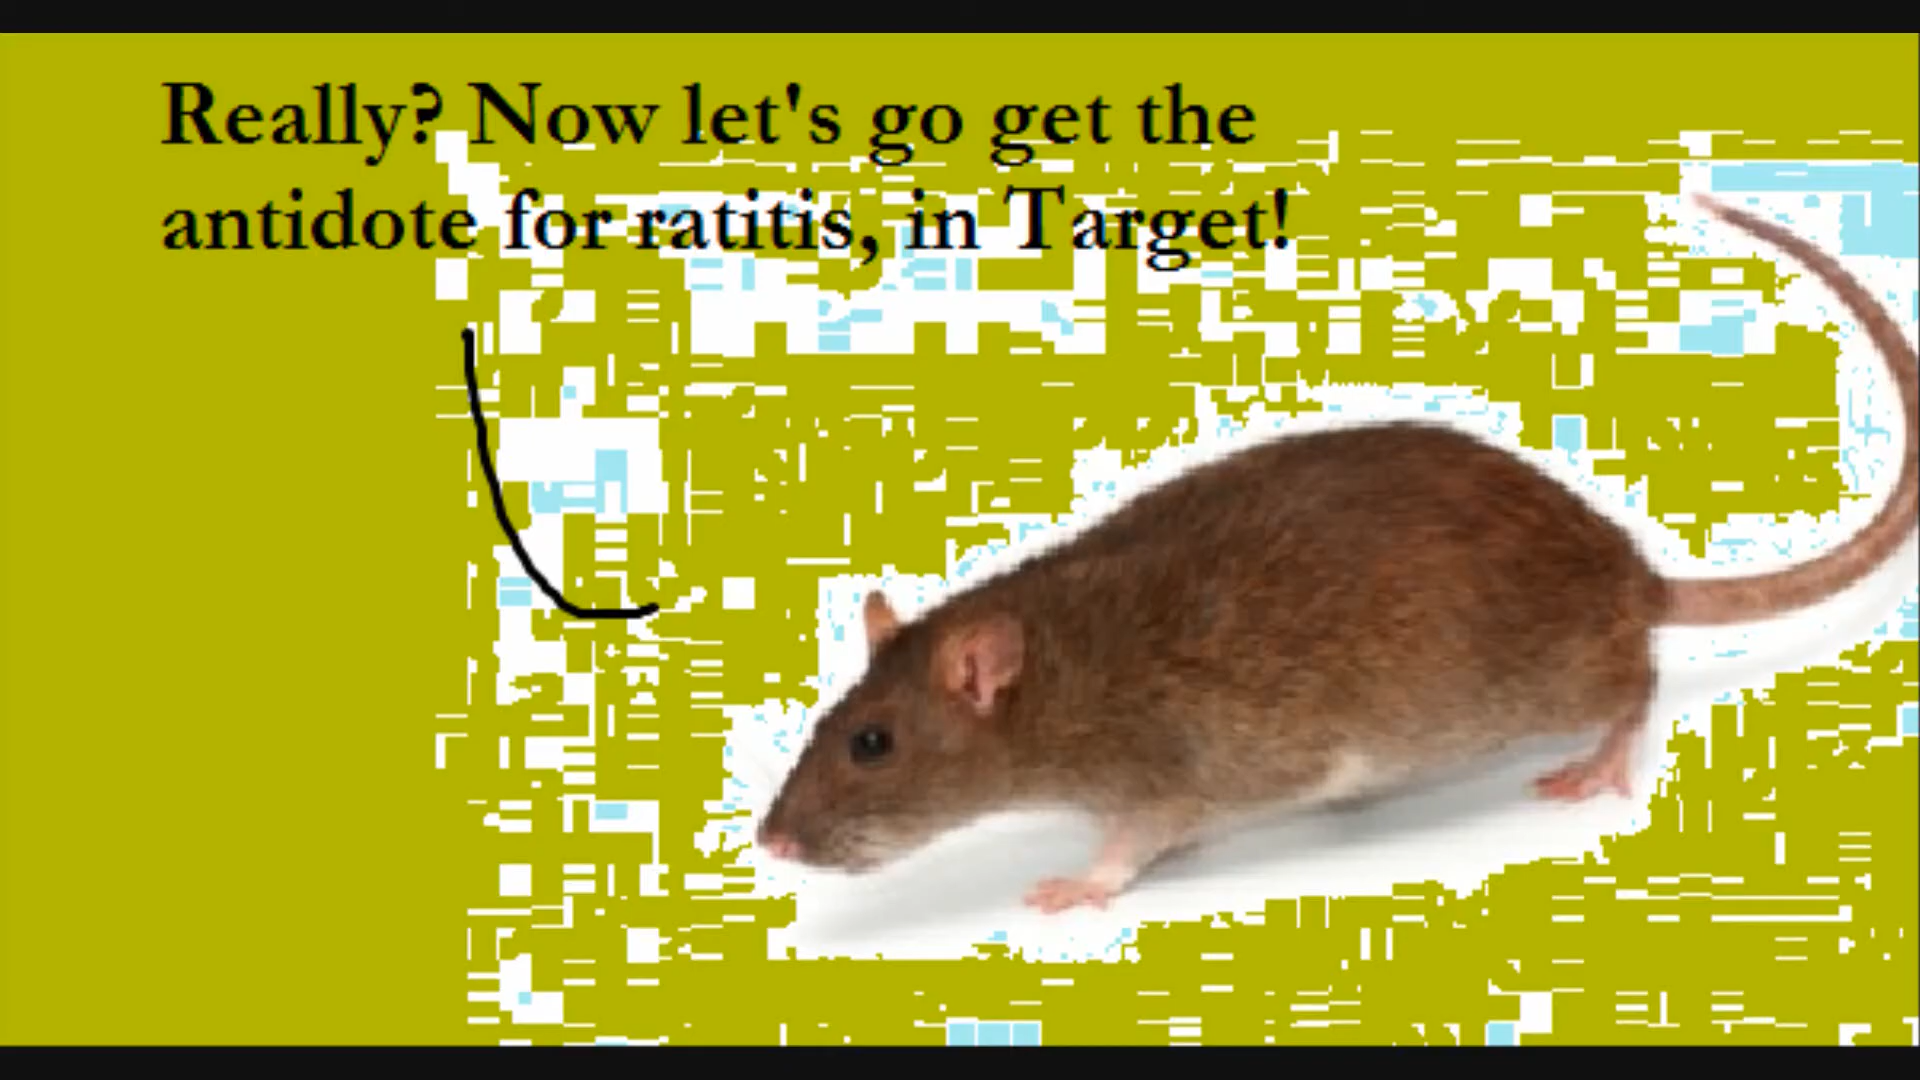 Really? Now let's go get the
antidote for ratitis, in Target!